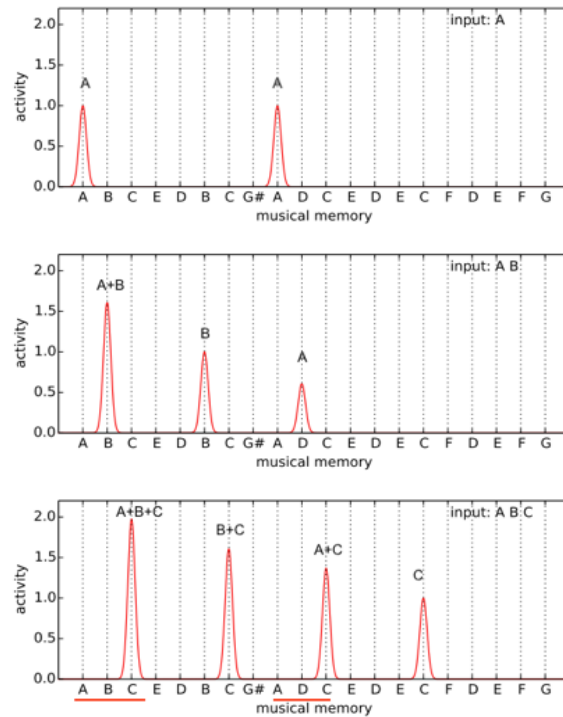 input: A
2.0
1.5
1.0
0.5
0.0
activity
A
A
A B C E D B C G# A D C E D E C F D E F G
musical memory
input: A B
2.0
1.5
1.0
0.5
0.0
activity
A+B
B
A
A B C E D B C G# A D C E D E C F D E F G
musical memory
input: A B C
2.0
1.5
1.0
0.5
0.0
activity
A+B+C
B+C
A+C
C
A B C E D B C G# A D C E D E C F D E F G
musical memory